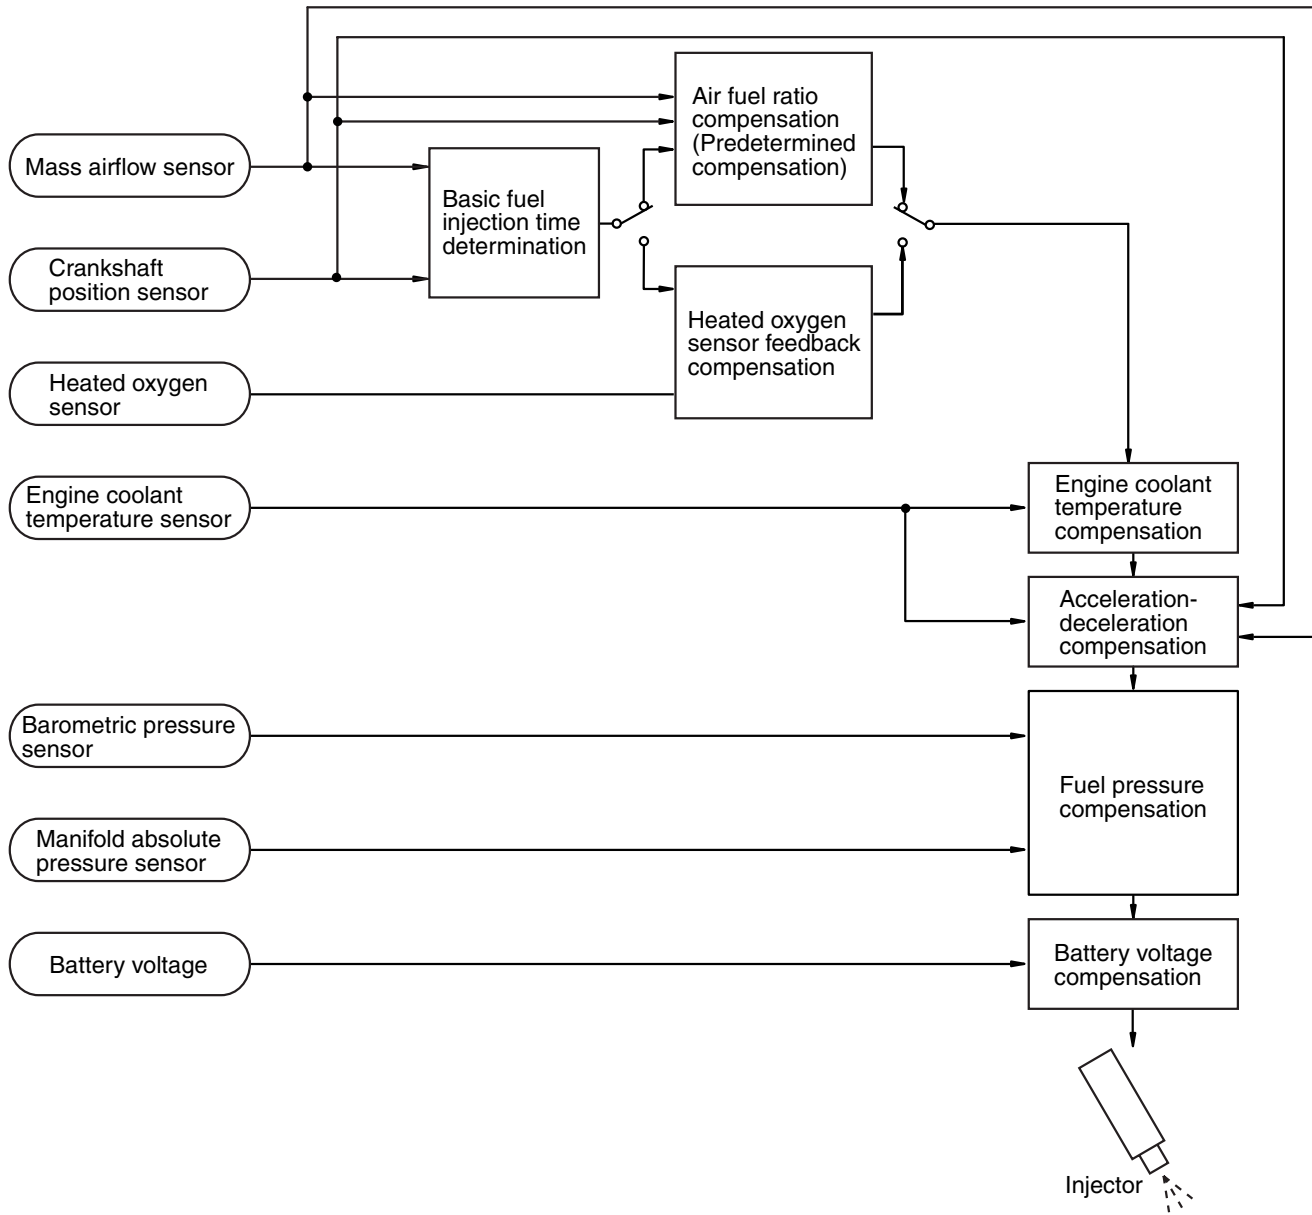 Air fuel ratio
compensation
(Predetermined
compensation)
Mass airflow sensor
Basic fuel
injection time
determination
Crankshaft
position sensor
Heated oxygen
sensor feedback
compensation
Heated oxygen
sensor
Engine coolant
temperature sensor
Engine coolant
temperature
compensation
Acceleration-
deceleration
compensation
Barometric pressure
sensor
Fuel pressure
compensation
Manifold absolute
pressure sensor
Battery voltage
Battery voltage
compensation
Injector